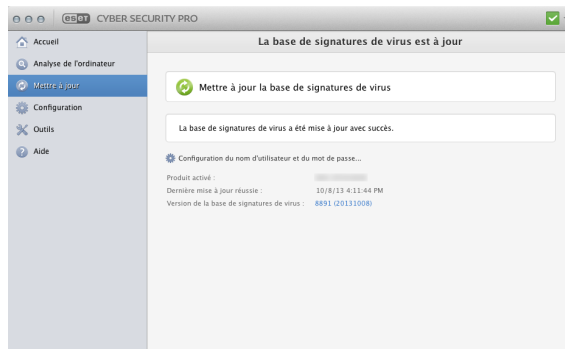 eset CYBER SECURITY PRO
Accueil
Analyse de l'ordinateur
Mettre à jour
Configuration
Outils
Aide
La base de signatures de virus est à jour
Mettre à jour la base de signatures de virus
La base de signatures de virus a été mise à jour avec succès.
Configuration du nom d'utilisateur et du mot de passe...
Produit activé :
Dernière mise à jour réussie : 10/8/13 4:11:44 PM
Version de la base de signatures de virus : 8891 (20131008)